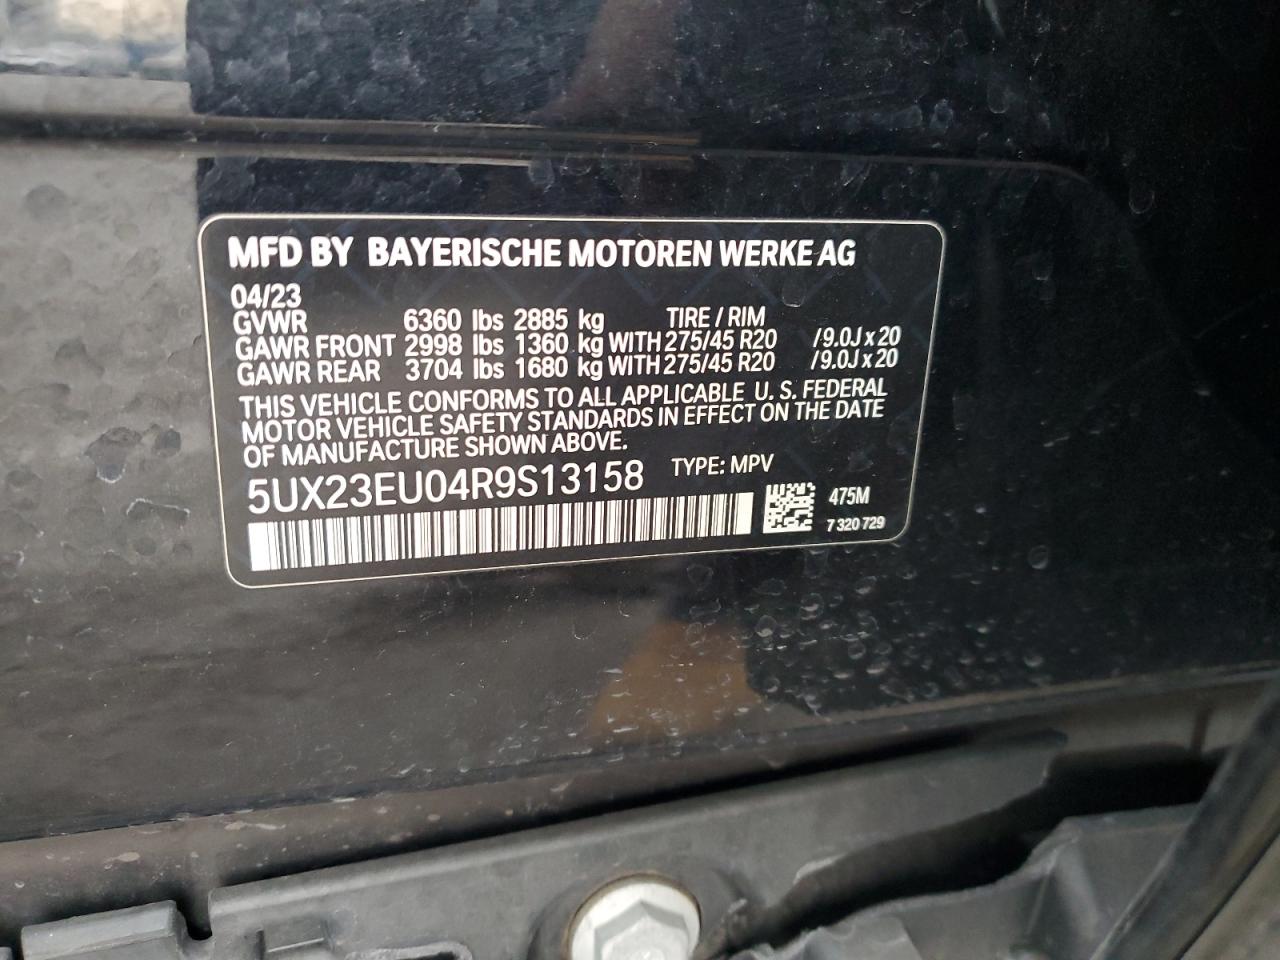 MFD BY BAYERISCHE MOTOREN WERKE AG
04/23
GVWR 6360 lbs 2885 kg TIRE / RIM
GAWR FRONT 2998 lbs 1360 kg WITH 275/45 R20 /9.0J x 20
GAWR REAR 3704 lbs 1680 kg WITH 275/45 R20 /9.0J x 20
THIS VEHICLE CONFORMS TO ALL APPLICABLE U. S. FEDERAL
MOTOR VEHICLE SAFETY STANDARDS IN EFFECT ON THE DATE
OF MANUFACTURE SHOWN ABOVE.
5UX23EU04R9S13158 TYPE: MPV
475M
7 320 729